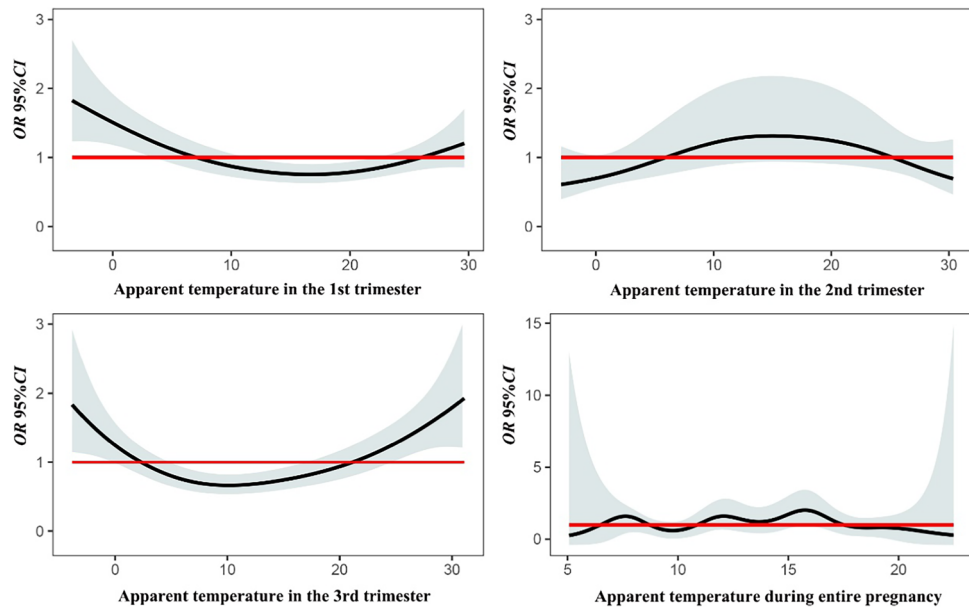 3
2
1
0
OR 95%CI
0 10 20 30
Apparent temperature in the 1st trimester
3
2
1
0
OR 95%CI
0 10 20 30
Apparent temperature in the 2nd trimester
3
2
1
0
OR 95%CI
0 10 20 30
Apparent temperature in the 3rd trimester
15
10
5
0
OR 95%CI
5 10 15 20
Apparent temperature during entire pregnancy